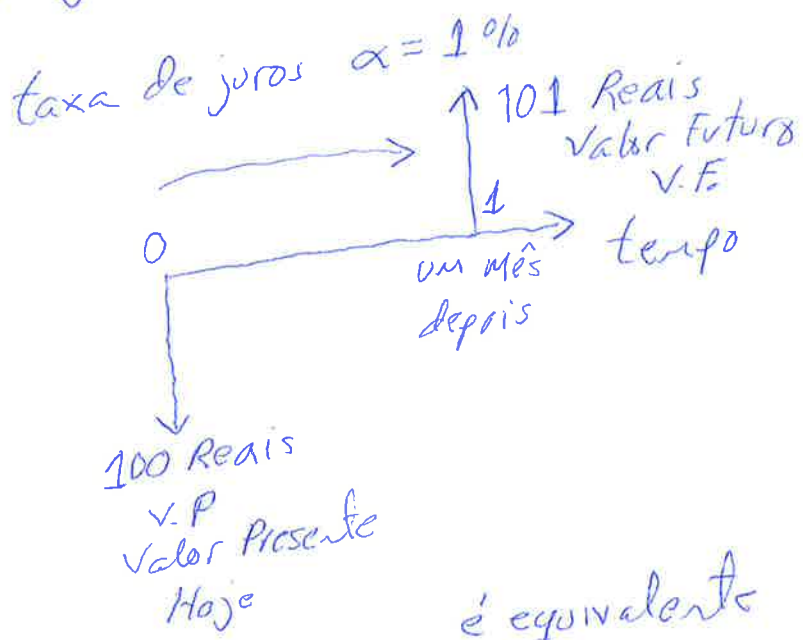 taxa de juros α = 1 %
101 Reais
Valor Futuro
V.F.
0
1
tempo
um mês
depois
100 Reais
V.P
Valor Presente
Hoje
é equivalente